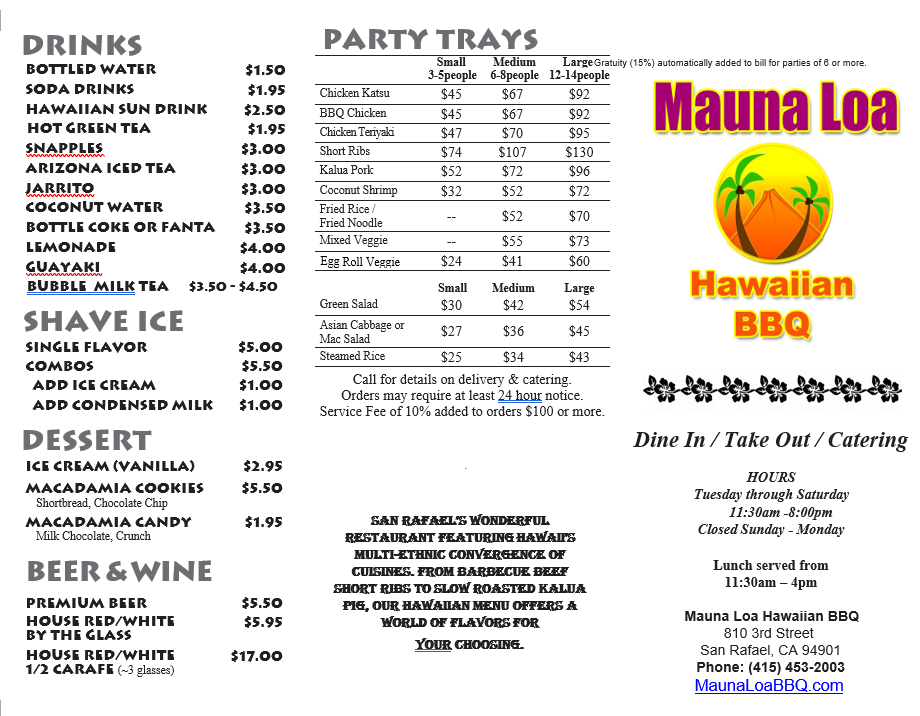 DRINKS
BOTTLED WATER $1.50
SODA DRINKS $1.95
HAWAIIAN SUN DRINK $2.50
HOT GREEN TEA $1.95
SNAPPLES $3.00
ARIZONA ICED TEA $3.00
JARRITO $3.00
COCONUT WATER $3.50
BOTTLE COKE OR FANTA $3.50
LEMONADE $4.00
GUAYAKI $4.00
BUBBLE MILK TEA $3.50 - $4.50
SHAVE ICE
SINGLE FLAVOR $5.00
COMBOS $5.50
ADD ICE CREAM $1.00
ADD CONDENSED MILK $1.00
DESSERT
ICE CREAM (VANILLA) $2.95
MACADAMIA COOKIES $5.50
Shortbread, Chocolate Chip
MACADAMIA CANDY $1.95
Milk Chocolate, Crunch
BEER & WINE
PREMIUM BEER $5.50
HOUSE RED/WHITE $5.95
BY THE GLASS
HOUSE RED/WHITE $17.00
1/2 CARAFE (~3 glasses)
PARTY TRAYS
Small Medium Large
3-5people 6-8people 12-14people
Chicken Katsu $45 $67 $92
BBQ Chicken $45 $67 $92
Chicken Teriyaki $47 $70 $95
Short Ribs $74 $107 $130
Kalua Pork $52 $72 $96
Coconut Shrimp $32 $52 $72
Fried Rice /
Fried Noodle -- $52 $70
Mixed Veggie -- $55 $73
Egg Roll Veggie $24 $41 $60
Small Medium Large
Green Salad $30 $42 $54
Asian Cabbage or
Mac Salad $27 $36 $45
Steamed Rice $25 $34 $43
Call for details on delivery & catering.
Orders may require at least 24 hour notice.
Service Fee of 10% added to orders $100 or more.
.
SAN RAFAEL'S WONDERFUL
RESTAURANT FEATURING HAWAII'S
MULTI-ETHNIC CONVERGENCE OF
CUISINES. FROM BARBECUE BEEF
SHORT RIBS TO SLOW ROASTED KALUA
PIG, OUR HAWAIIAN MENU OFFERS A
WORLD OF FLAVORS FOR
YOUR CHOOSING.
Gratuity (15%) automatically added to bill for parties of 6 or more.
Mauna Loa
Hawaiian
BBQ
Dine In / Take Out / Catering
HOURS
Tuesday through Saturday
11:30am -8:00pm
Closed Sunday - Monday
Lunch served from
11:30am – 4pm
Mauna Loa Hawaiian BBQ
810 3rd Street
San Rafael, CA 94901
Phone: (415) 453-2003
MaunaLoaBBQ.com